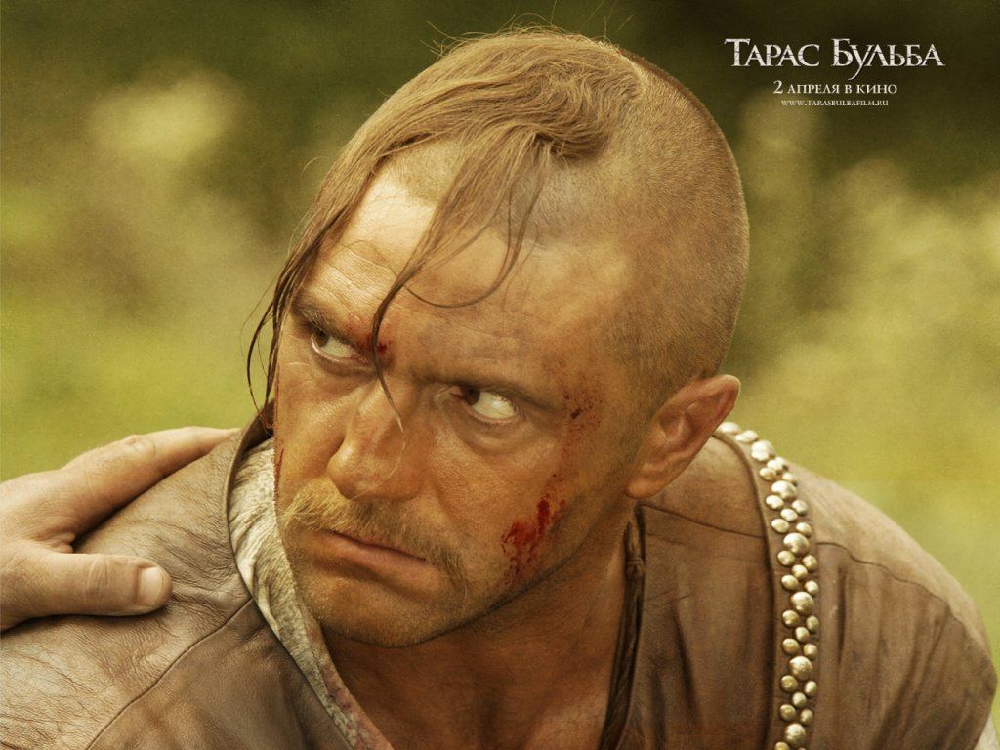 Тарас Бульба
2 апреля в кино
www.tarasbulbafilm.ru